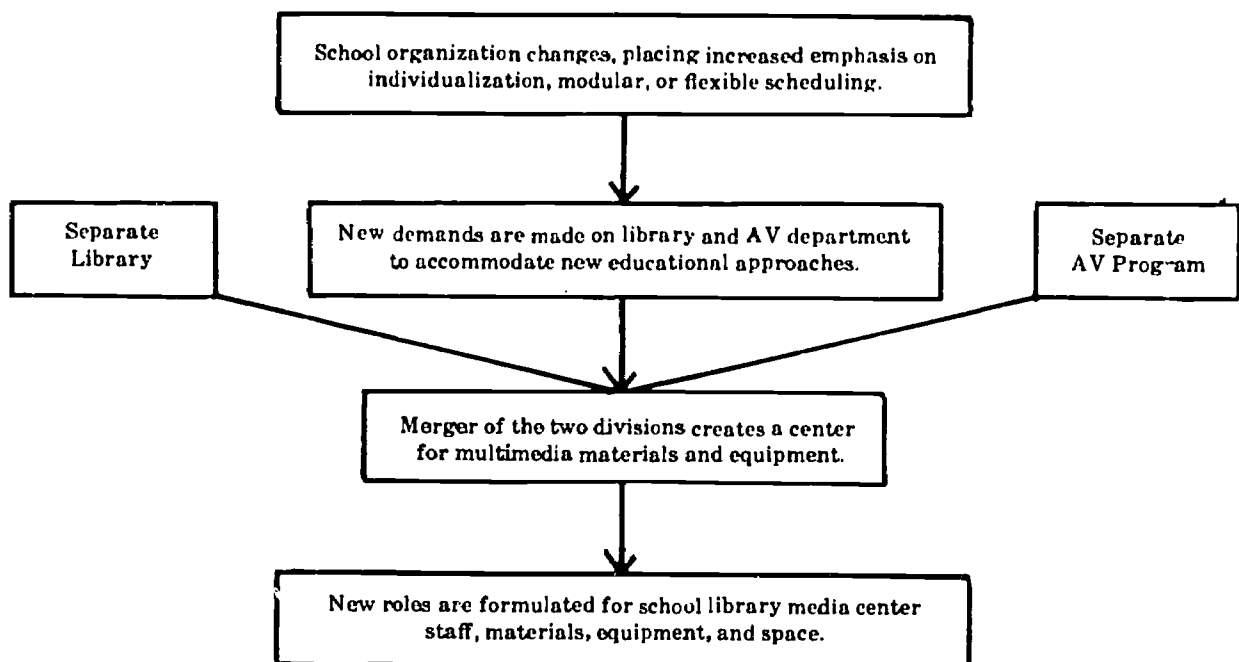 School organization changes, placing increased emphasis on
individualization, modular, or flexible scheduling.
Separate
Library
New demands are made on library and AV department
to accommodate new educational approaches.
Separate
AV Program
Merger of the two divisions creates a center
for multimedia materials and equipment.
New roles are formulated for school library media center
staff, materials, equipment, and space.